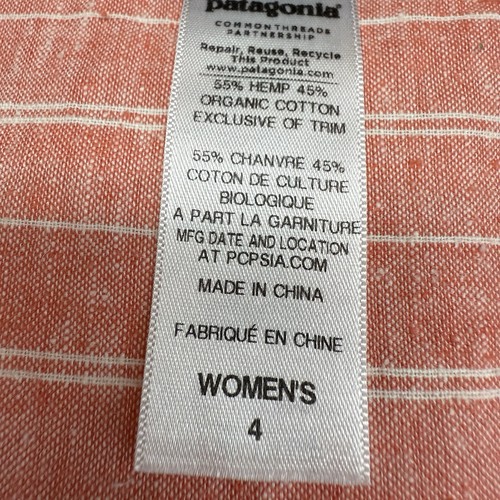 patagonia
COMMON THREADS
PARTNERSHIP
Repair, Reuse, Recycle
This Product
www.patagonia.com
55% HEMP 45%
ORGANIC COTTON
EXCLUSIVE OF TRIM
55% CHANVRE 45%
COTON DE CULTURE
BIOLOGIQUE
A PART LA GARNITURE
MFG DATE AND LOCATION
AT PCPSIA.COM
MADE IN CHINA
FABRIQUÉ EN CHINE
WOMEN'S
4